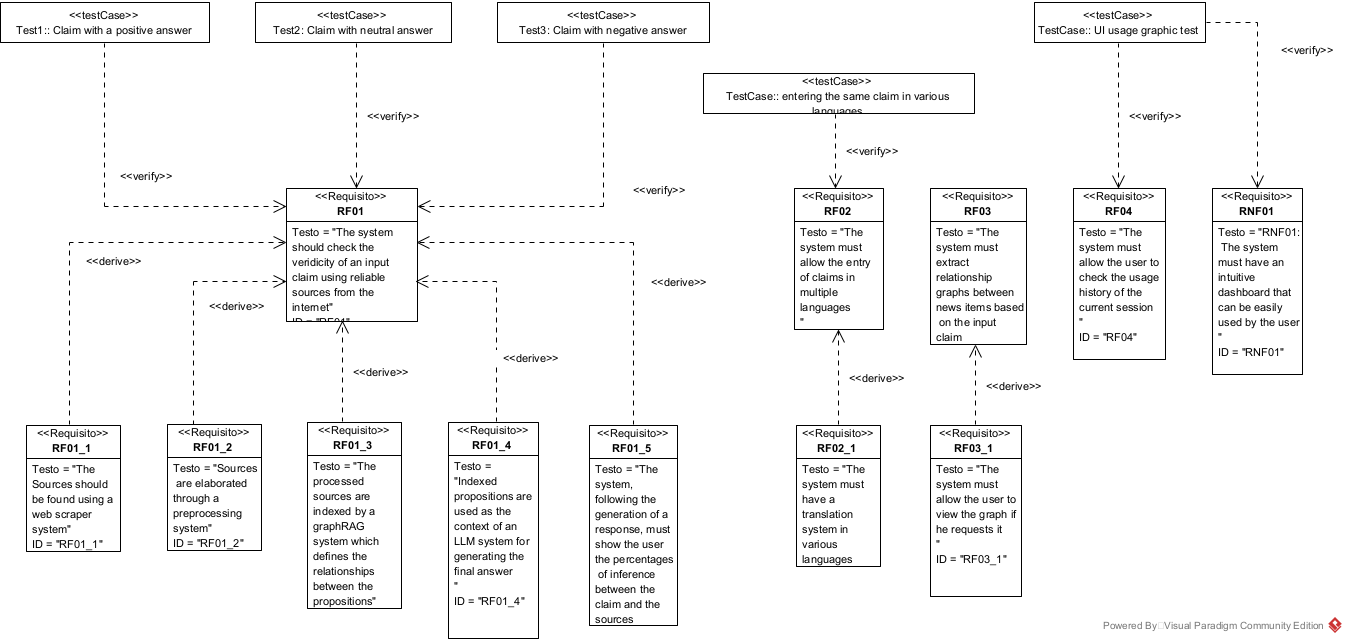 <<testCase>>
Test1:: Claim with a positive answer
<<testCase>>
Test2: Claim with neutral answer
<<testCase>>
Test3: Claim with negative answer
<<testCase>>
TestCase:: UI usage graphic test
<<verify>>
<<testCase>>
TestCase:: entering the same claim in various
languages
<<verify>>
<<verify>>
<<verify>>
<<verify>>
<<verify>>
<<Requisito>>
RF01
Testo = "The system
should check the
veridicity of an input
claim using reliable
sources from the
internet"
ID = "RF01"
<<Requisito>>
RF02
Testo = "The
system must
allow the entry
of claims in
multiple
languages
"
<<Requisito>>
RF03
Testo = "The
system must
extract
relationship
graphs between
news items based
on the input
claim
<<Requisito>>
RF04
Testo = "The
system must
allow the user to
check the usage
history of the
current session
"
ID = "RF04"
<<Requisito>>
RNF01
Testo = "RNF01:
The system
must have an
intuitive
dashboard that
can be easily
used by the user
"
ID = "RNF01"
<<derive>>
<<derive>>
<<derive>>
<<derive>>
<<derive>>
<<derive>>
<<derive>>
<<Requisito>>
RF01_1
Testo = "The
Sources should
be found using a
web scraper
system"
ID = "RF01_1"
<<Requisito>>
RF01_2
Testo = "Sources
are elaborated
through a
preprocessing
system"
ID = "RF01_2"
<<Requisito>>
RF01_3
Testo = "The
processed
sources are
indexed by a
graphRAG
system which
defines the
relationships
between the
propositions"
<<Requisito>>
RF01_4
Testo =
"Indexed
propositions are
used as the
context of an
LLM system for
generating the
final answer
"
ID = "RF01_4"
<<Requisito>>
RF01_5
Testo = "The
system,
following the
generation of a
response, must
show the user
the percentages
of inference
between the
claim and the
sources
<<Requisito>>
RF02_1
Testo = "The
system must
have a
translation
system in
various
languages
<<Requisito>>
RF03_1
Testo = "The
system must
allow the user to
view the graph if
he requests it
"
ID = "RF03_1"
Powered By Visual Paradigm Community Edition